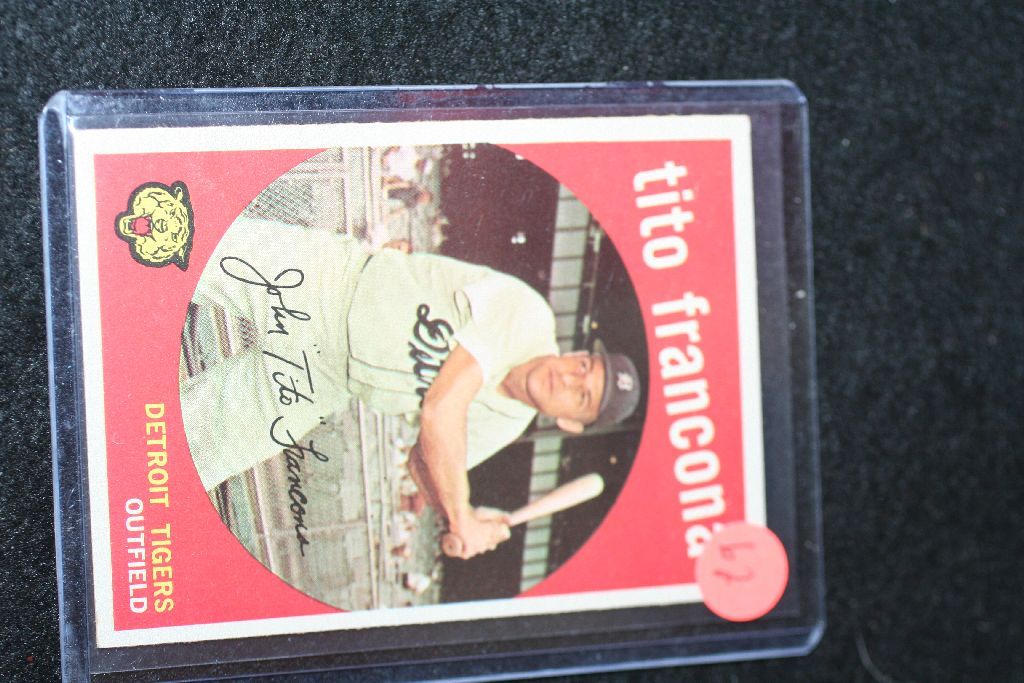 tito francona
John "Tito" Francona
DETROIT TIGERS
OUTFIELD